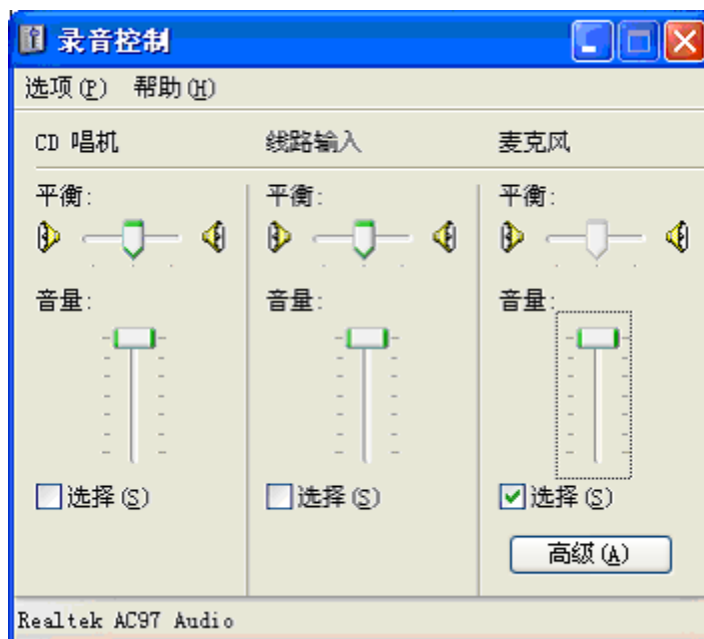 录音控制
选项(P) 帮助(H)
CD 唱机 线路输入 麦克风
平衡: 平衡: 平衡:
音量: 音量: 音量:
选择(S) 选择(S) 选择(S)
高级(A)
Realtek AC97 Audio